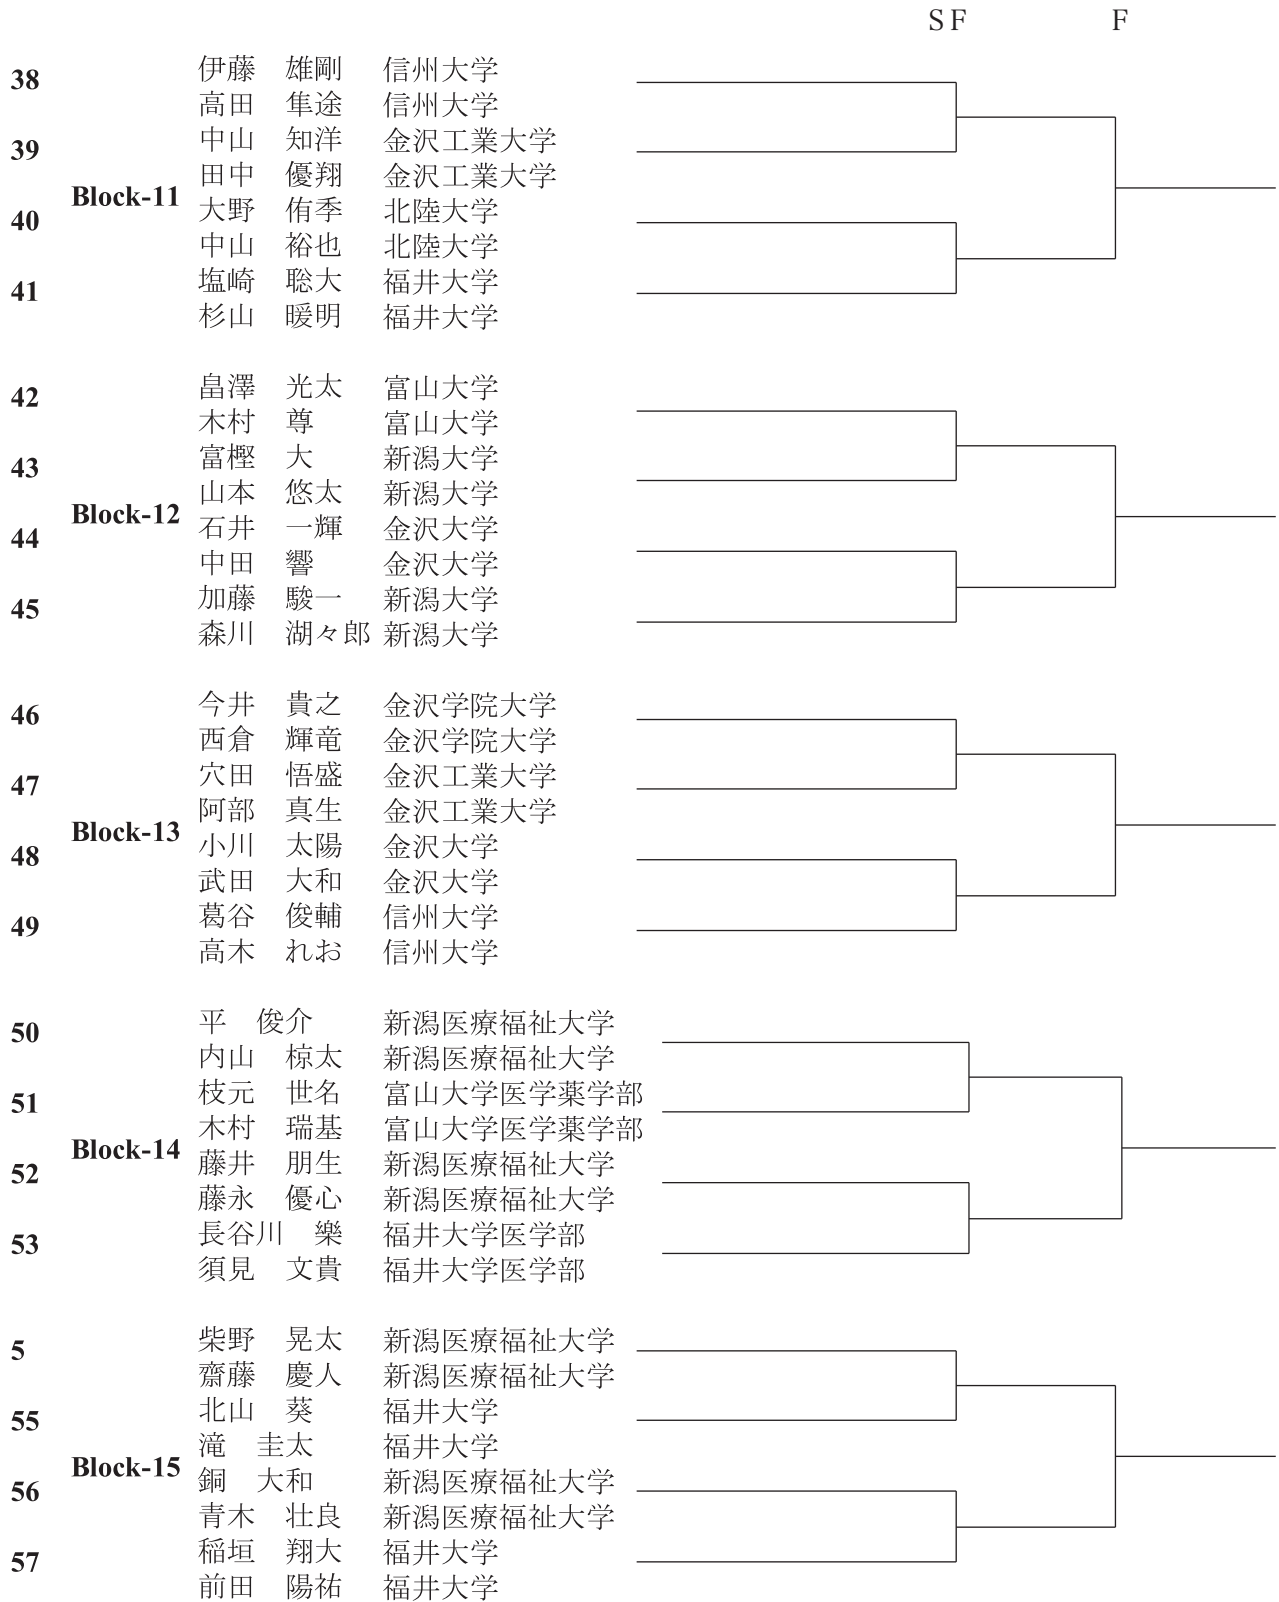 SF F
38 伊藤 雄剛 信州大学
高田 隼途 信州大学
39 中山 知洋 金沢工業大学
田中 優翔 金沢工業大学
Block-11
40 大野 侑季 北陸大学
中山 裕也 北陸大学
41 塩崎 聡大 福井大学
杉山 暖明 福井大学
42 畠澤 光太 富山大学
木村 尊 富山大学
43 富樫 大 新潟大学
山本 悠太 新潟大学
Block-12
44 石井 一輝 金沢大学
中田 響 金沢大学
45 加藤 駿一 新潟大学
森川 湖々郎 新潟大学
46 今井 貴之 金沢学院大学
西倉 輝竜 金沢学院大学
47 穴田 悟盛 金沢工業大学
阿部 真生 金沢工業大学
Block-13
48 小川 太陽 金沢大学
武田 大和 金沢大学
49 葛谷 俊輔 信州大学
高木 れお 信州大学
50 平 俊介 新潟医療福祉大学
内山 椋太 新潟医療福祉大学
51 枝元 世名 富山大学医学薬学部
木村 瑞基 富山大学医学薬学部
Block-14
52 藤井 朋生 新潟医療福祉大学
藤永 優心 新潟医療福祉大学
53 長谷川 樂 福井大学医学部
須見 文貴 福井大学医学部
5 柴野 晃太 新潟医療福祉大学
齋藤 慶人 新潟医療福祉大学
55 北山 葵 福井大学
滝 圭太 福井大学
Block-15
56 銅 大和 新潟医療福祉大学
青木 壮良 新潟医療福祉大学
57 稲垣 翔大 福井大学
前田 陽祐 福井大学